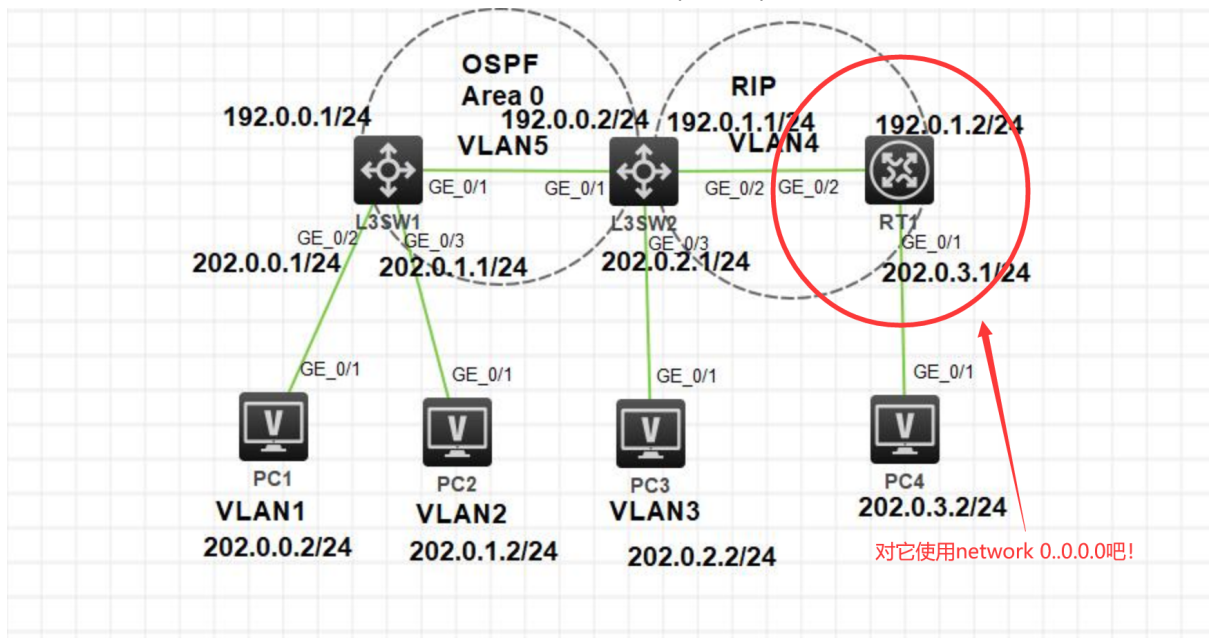 OSPF
Area 0
RIP
192.0.0.1/24
192.0.0.2/24
192.0.1.1/24
192.0.1.2/24
VLAN5
VLAN4
GE_0/1
GE_0/1
GE_0/2
GE_0/2
L3SW1
L3SW2
RT1
GE_0/2
GE_0/3
GE_0/3
GE_0/1
202.0.0.1/24
202.0.1.1/24
202.0.2.1/24
202.0.3.1/24
GE_0/1
GE_0/1
GE_0/1
GE_0/1
V
V
V
V
PC1
PC2
PC3
PC4
VLAN1
VLAN2
VLAN3
202.0.3.2/24
202.0.0.2/24
202.0.1.2/24
202.0.2.2/24
对它使用network 0..0.0.0吧!